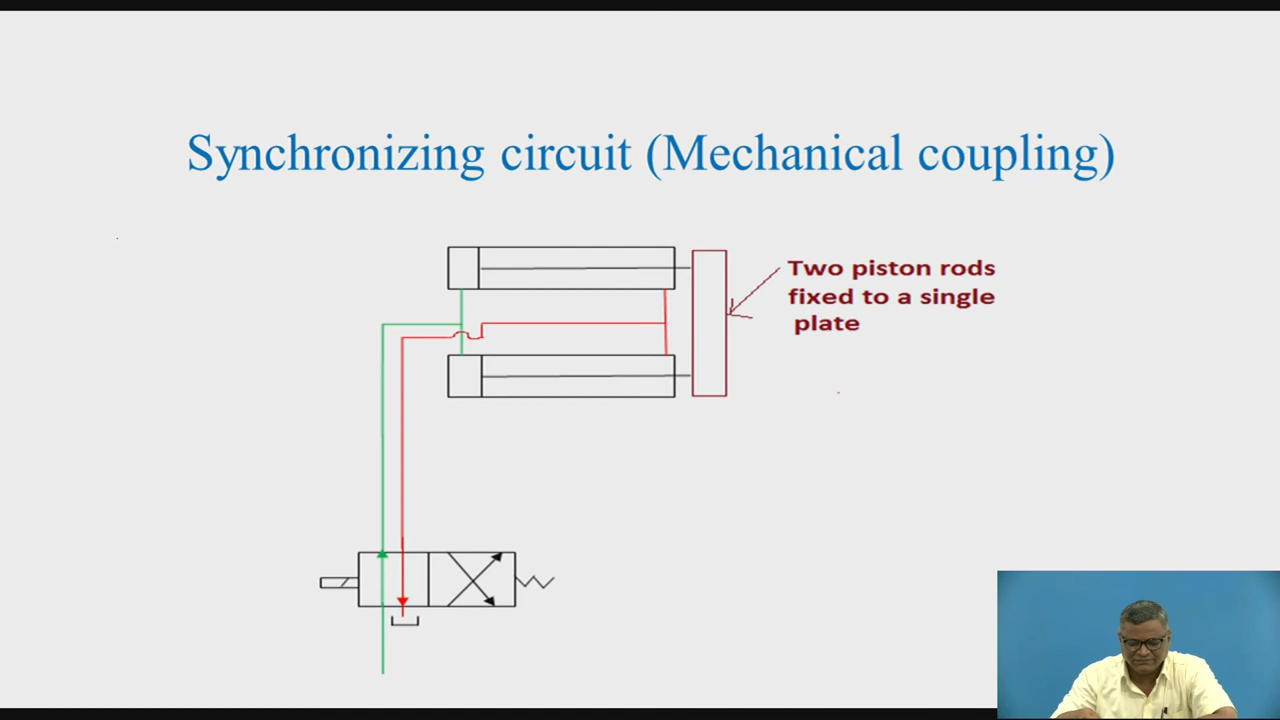 Synchronizing circuit (Mechanical coupling)
Two piston rods
fixed to a single
plate